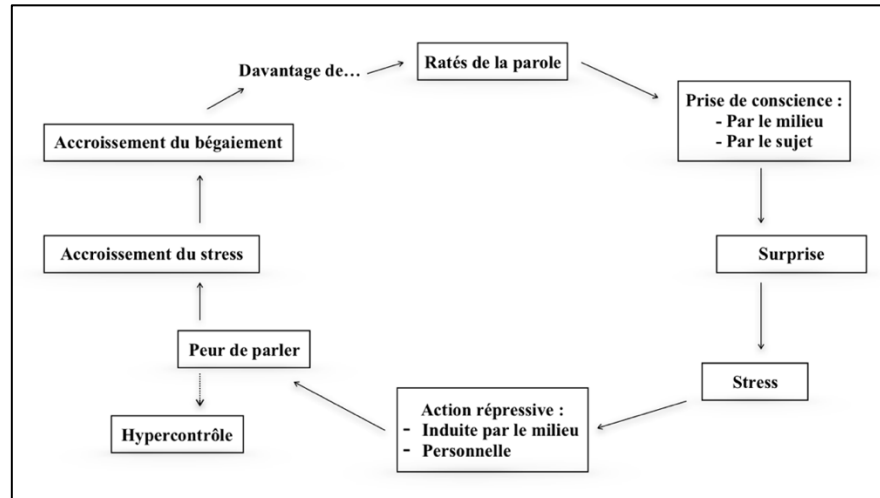 Davantage de…
Ratés de la parole
Prise de conscience :
- Par le milieu
- Par le sujet
Surprise
Stress
Action répressive :
- Induite par le milieu
- Personnelle
Peur de parler
Hypercontrôle
Accroissement du stress
Accroissement du bégaiement